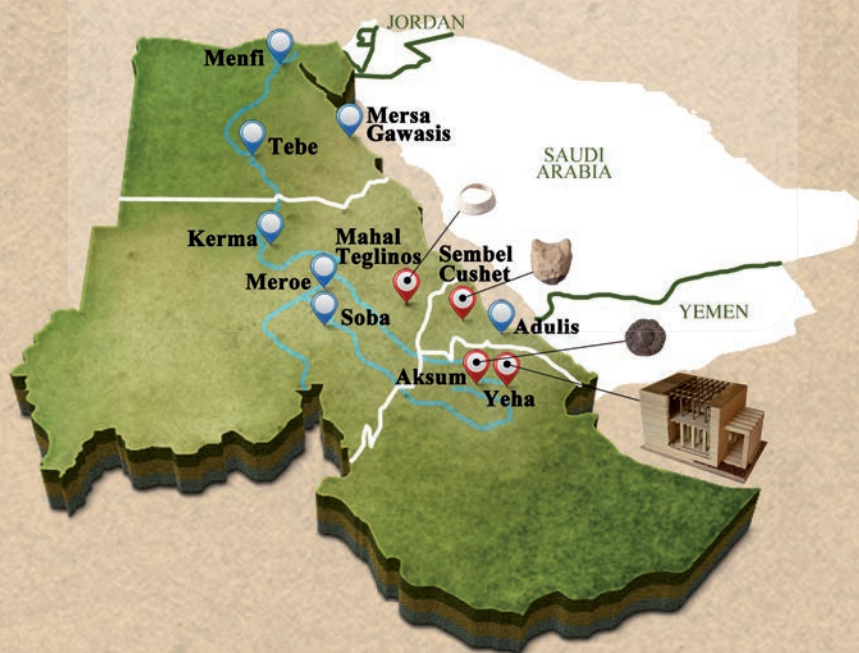 JORDAN
Menfi
Mersa
Gawasis
Tebe
SAUDI
ARABIA
Kerma
Mahal
Teglinos
Sembel
Cushet
Meroe
Soba
Adulis
YEMEN
Aksum
Yeha